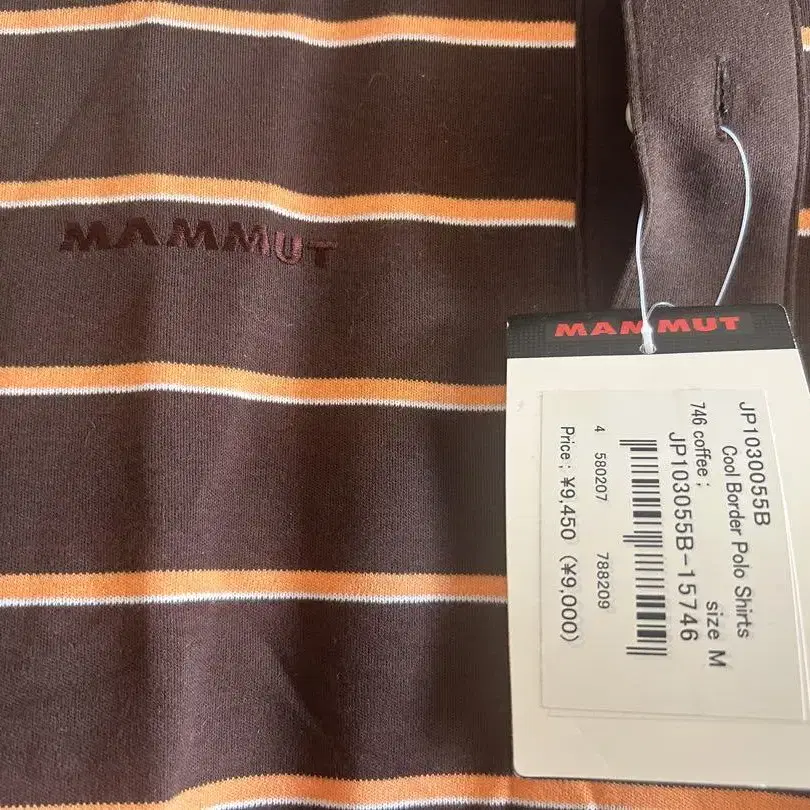 MAMMUT
MAMMUT
JP1030055B
Cool Border Polo Shirts
746 coffee ; size M
JP103055B-15746
4 580207 788209
Price ; ¥9,450 (¥9,000)